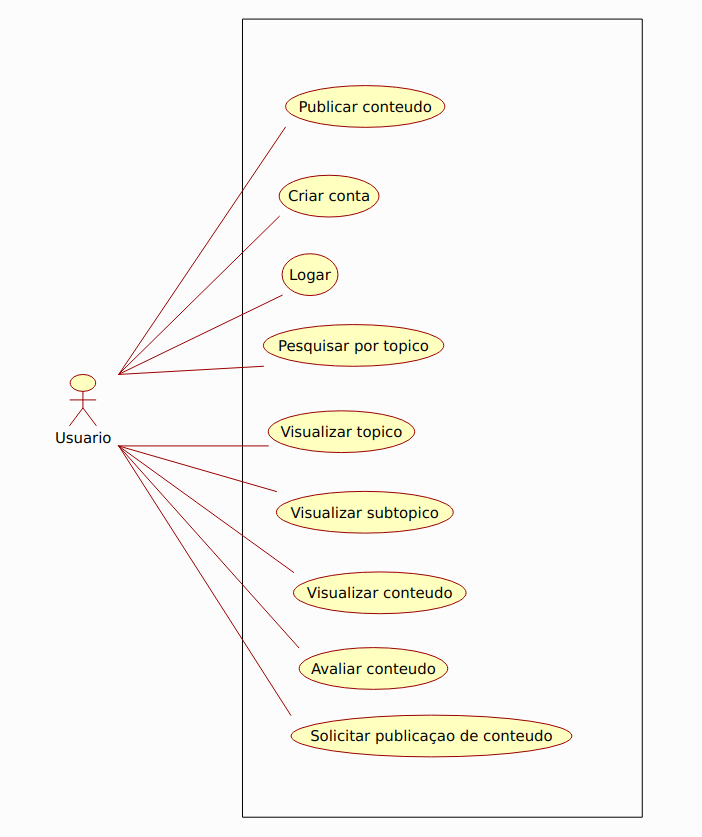 Publicar conteudo
Criar conta
Logar
Pesquisar por topico
Usuario
Visualizar topico
Visualizar subtopico
Visualizar conteudo
Avaliar conteudo
Solicitar publicaçao de conteudo